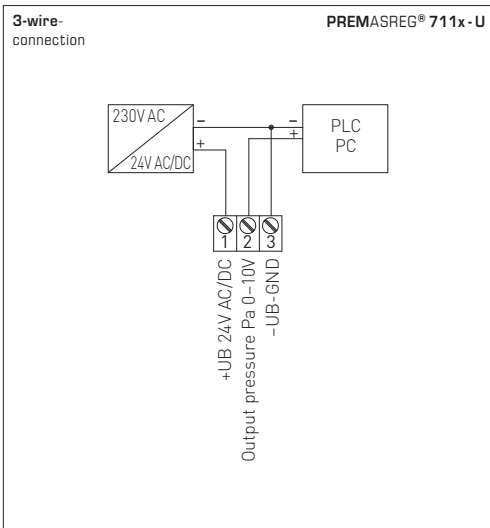 3-wire-
connection
PREMASREG® 711x - U
230V AC
24V AC/DC
–
+
–
+
PLC
PC
1 2 3
+UB 24V AC/DC
Output pressure Pa 0–10V
–UB-GND